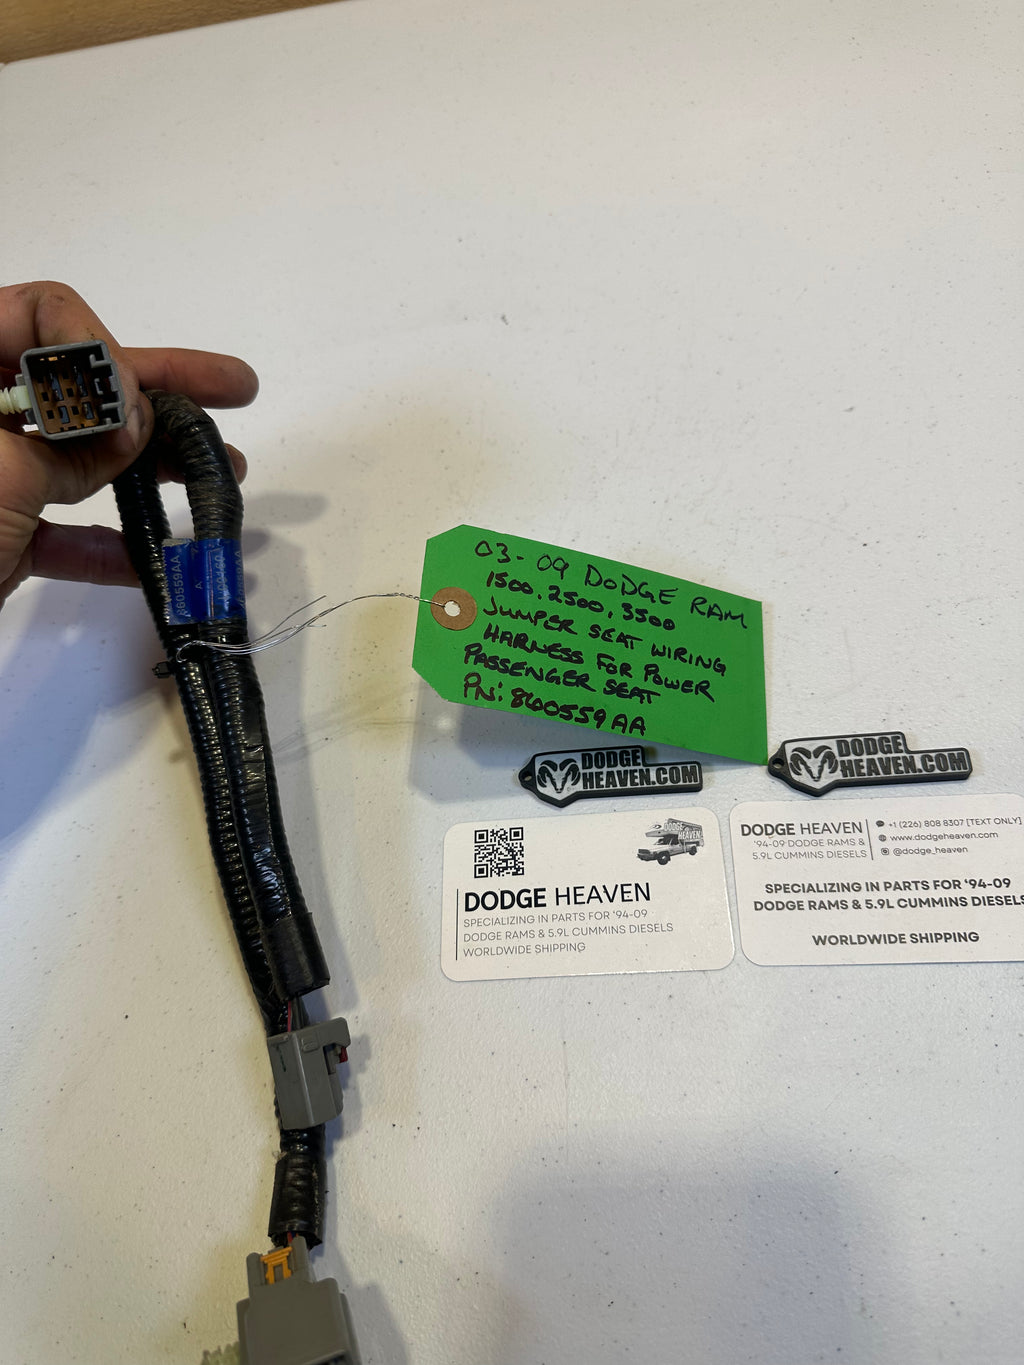 860559AA
A
03-09 DODGE RAM
1500, 2500, 3500
JUMPER SEAT WIRING
HARNESS FOR POWER
PASSENGER SEAT
PN: 860559AA
DODGE
HEAVEN.COM
DODGE
HEAVEN.COM
DODGE HEAVEN
SPECIALIZING IN PARTS FOR '94-09
DODGE RAMS & 5.9L CUMMINS DIESELS
WORLDWIDE SHIPPING
DODGE HEAVEN
'94-09 DODGE RAMS &
5.9L CUMMINS DIESELS
+1 (226) 808 8307 [TEXT ONLY]
www.dodgeheaven.com
@dodge_heaven
SPECIALIZING IN PARTS FOR '94-09
DODGE RAMS & 5.9L CUMMINS DIESELS
WORLDWIDE SHIPPING